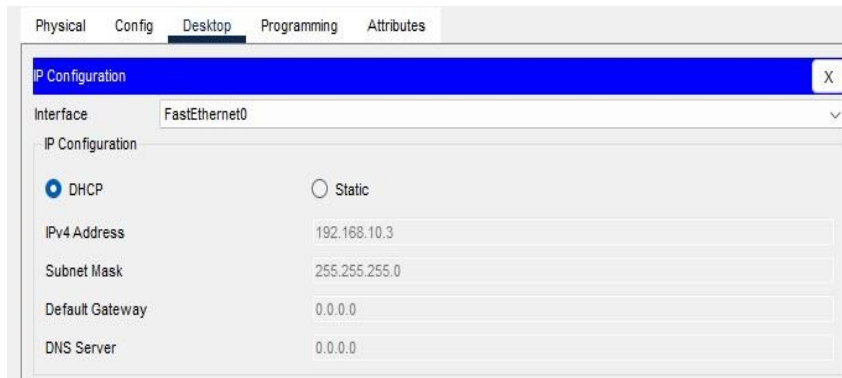 Physical Config Desktop Programming Attributes
IP Configuration X
Interface FastEthernet0
IP Configuration
DHCP Static
IPv4 Address 192.168.10.3
Subnet Mask 255.255.255.0
Default Gateway 0.0.0.0
DNS Server 0.0.0.0